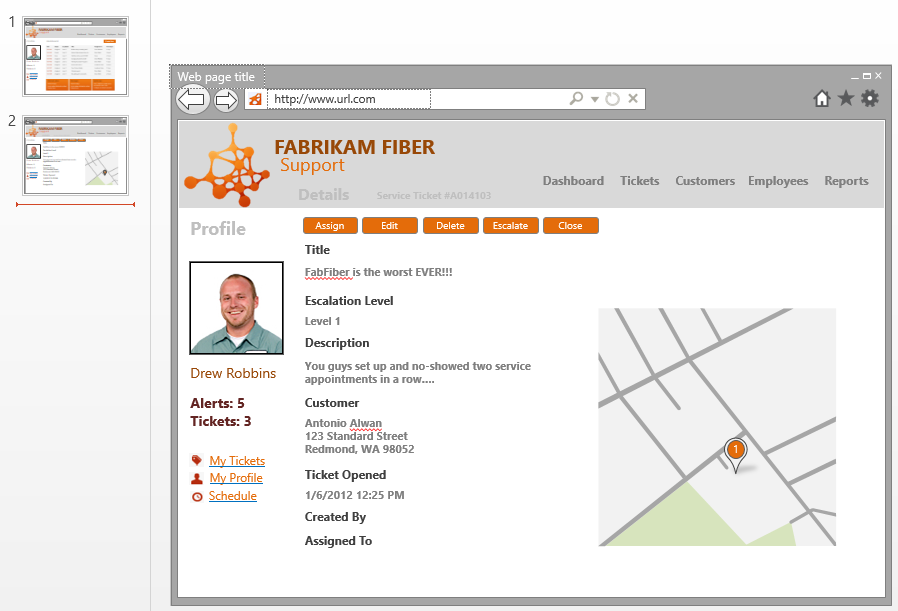 1
2
Web page title
http://www.url.com
FABRIKAM FIBER
Support
Details Service Ticket #A014103
Dashboard Tickets Customers Employees Reports
Profile
Drew Robbins
Alerts: 5
Tickets: 3
My Tickets
My Profile
Schedule
Assign Edit Delete Escalate Close
Title
FabFiber is the worst EVER!!!
Escalation Level
Level 1
Description
You guys set up and no-showed two service
appointments in a row....
Customer
Antonio Alwan
123 Standard Street
Redmond, WA 98052
Ticket Opened
1/6/2012 12:25 PM
Created By
Assigned To
1